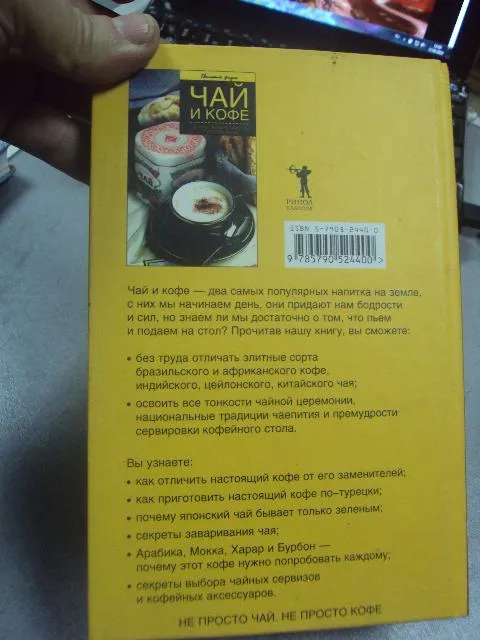 ЧАЙ
И КОФЕ
РИПОЛ
КЛАССИК
ISBN 5-7905-2440 0
9 785790 524400 >
Чай и кофе — два самых популярных напитка на земле,
с них мы начинаем день, они придают нам бодрости
и сил, но знаем ли мы достаточно о том, что пьем
и подаем на стол? Прочитав нашу книгу, вы сможете:
• без труда отличать элитные сорта
бразильского и африканского кофе,
индийского, цейлонского, китайского чая;
• освоить все тонкости чайной церемонии,
национальные традиции чаепития и премудрости
сервировки кофейного стола.
Вы узнаете:
• как отличить настоящий кофе от его заменителей;
• как приготовить настоящий кофе по-турецки;
• почему японский чай бывает только зеленым;
• секреты заваривания чая;
• Арабика, Мокка, Харар и Бурбон —
почему этот кофе нужно попробовать каждому;
• секреты выбора чайных сервизов
и кофейных аксессуаров.
НЕ ПРОСТО ЧАЙ. НЕ ПРОСТО КОФЕ